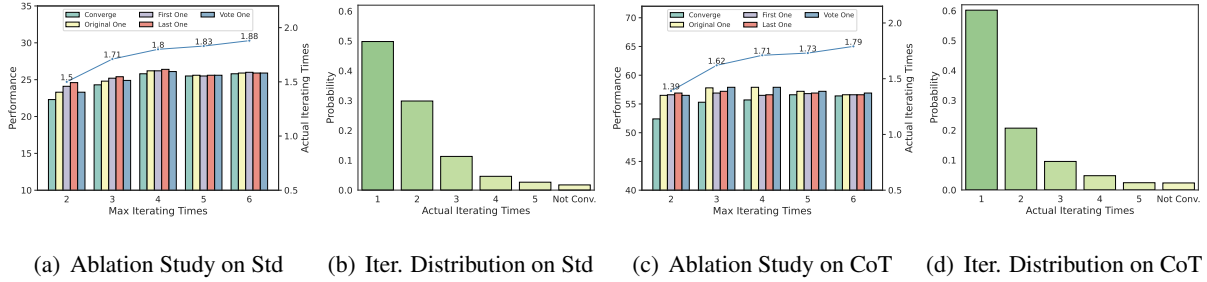 Converge
Original One
First One
Last One
Vote One
Performance
35
30
25
20
15
10
1.5
1.71
1.8
1.83
1.88
2 3 4 5 6
Max Iterating Times
2.0
1.5
1.0
0.5
Actual Iterating Times
Probability
0.6
0.5
0.4
0.3
0.2
0.1
0.0
1 2 3 4 5 Not Conv.
Actual Iterating Times
Converge
Original One
First One
Last One
Vote One
Performance
70
65
60
55
50
45
40
1.39
1.62
1.71
1.73
1.79
2 3 4 5 6
Max Iterating Times
2.0
1.5
1.0
0.5
Actual Iterating Times
Probability
0.6
0.5
0.4
0.3
0.2
0.1
0.0
1 2 3 4 5 Not Conv.
Actual Iterating Times
(a) Ablation Study on Std
(b) Iter. Distribution on Std
(c) Ablation Study on CoT
(d) Iter. Distribution on CoT